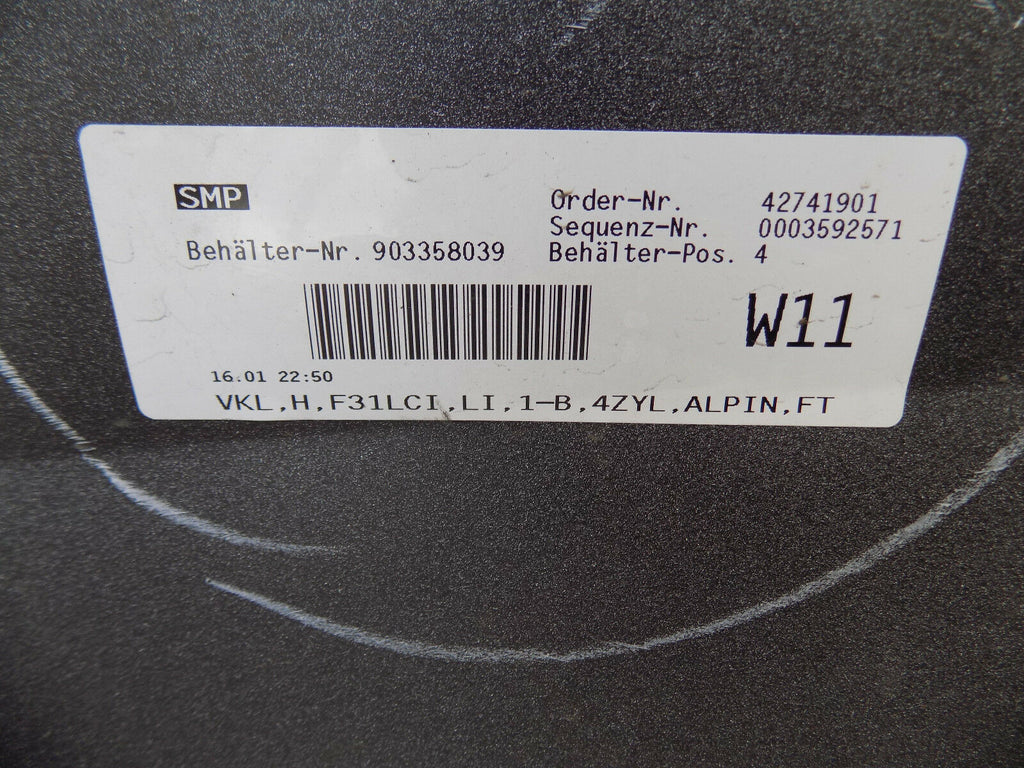 SMP
Order-Nr. 42741901
Sequenz-Nr. 0003592571
Behälter-Nr. 903358039 Behälter-Pos. 4
W11
16.01 22:50
VKL,H,F31LCI,LI,1-B,4ZYL,ALPIN,FT